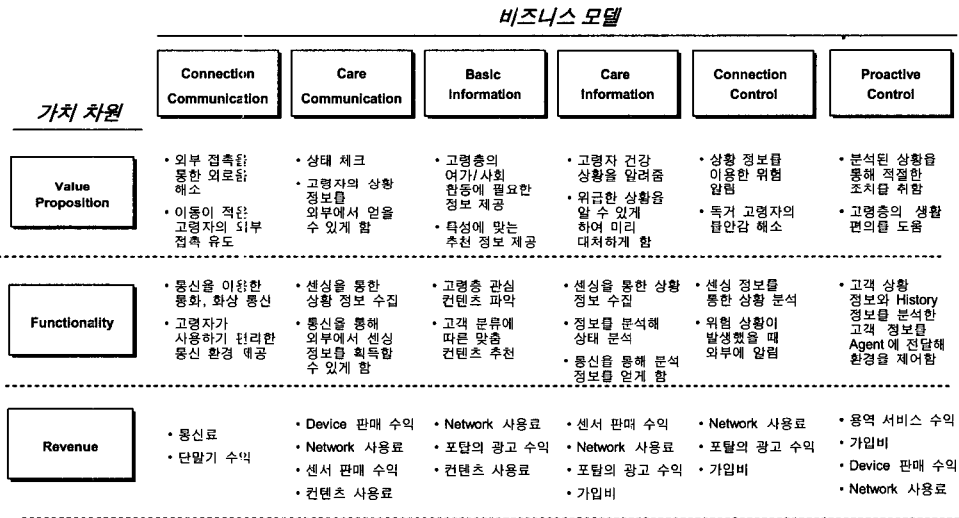 비즈니스 모델
가치 차원
Connection
Communication
Care
Communication
Basic
Information
Care
Information
Connection
Control
Proactive
Control
Value
Proposition
• 외부 접촉을
통한 외로움
해소
• 이동이 적은
고령자의 외부
접촉 유도
• 상태 체크
• 고령자의 상황
정보를
외부에서 얻을
수 있게 함
• 고령층의
여가/사회
활동에 필요한
정보 제공
• 특성에 맞는
추천 정보 제공
• 고령자 건강
상황을 알려줌
• 위급한 상황을
알 수 있게
하여 미리
대처하게 함
• 상황 정보를
이용한 위험
알림
• 독거 고령자의
불안감 해소
• 분석된 상황을
통해 적절한
조치를 취함
• 고령층의 생활
편의를 도움
Functionality
• 통신을 이용한
통화, 화상 통신
• 고령자가
사용하기 편리한
통신 환경 제공
• 센싱을 통한
상황 정보 수집
• 통신을 통해
외부에서 센싱
정보를 획득할
수 있게 함
• 고령층 관심
컨텐츠 파악
• 고객 분류에
따른 맞춤
컨텐츠 추천
• 센싱을 통한 상황
정보 수집
• 정보를 분석해
상태 분석
• 통신을 통해 분석
정보를 얻게 함
• 센싱 정보를
통한 상황 분석
• 위험 상황이
발생했을 때
외부에 알림
• 고객 상황
정보와 History
정보를 분석한
고객 정보를
Agent에 전달해
환경을 제어함
Revenue
• 통신료
• 단말기 수익
• Device 판매 수익
• Network 사용료
• 센서 판매 수익
• 컨텐츠 사용료
• Network 사용료
• 포탈의 광고 수익
• 컨텐츠 사용료
• 센서 판매 수익
• Network 사용료
• 포탈의 광고 수익
• 가입비
• Network 사용료
• 포탈의 광고 수익
• 가입비
• 용역 서비스 수익
• 가입비
• Device 판매 수익
• Network 사용료